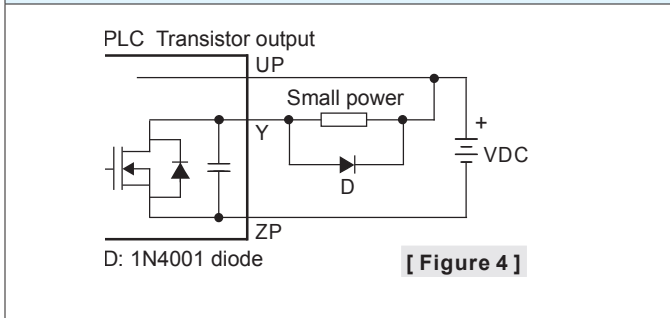 PLC Transistor output
UP
Small power
Y
+
VDC
D
ZP
D: 1N4001 diode
[ Figure 4 ]